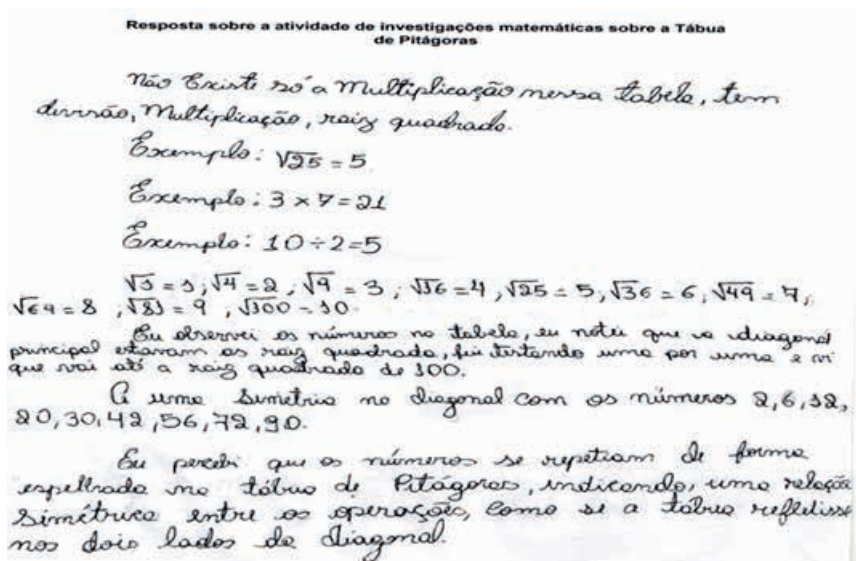 Resposta sobre a atividade de investigações matemáticas sobre a Tábua
de Pitágoras
Não Existe só a Multiplicação nessa tabela, tem
divisão, Multiplicação, raiz quadrado.
Exemplo: √25 = 5
Exemplo: 3 x 7 = 21
Exemplo: 10 ÷ 2 = 5
√1 = 1, √4 = 2, √9 = 3, √16 = 4, √25 = 5, √36 = 6, √49 = 7,
√64 = 8, √81 = 9, √100 = 10.
Eu observei os números na tabela, eu notei que a diagonal
principal estavam as raiz quadrada, fui testando uma por uma e vi
que vai até a raiz quadrada de 100.
A uma simetria na diagonal com os números 2, 6, 12,
20, 30, 42, 56, 72, 90.
Eu percebi que os números se repetiam de forma
espelhada na tábua de Pitágoras, indicando, uma relação
simétrica entre as operações, como se a tábua refletisse
nos dois lados da diagonal.